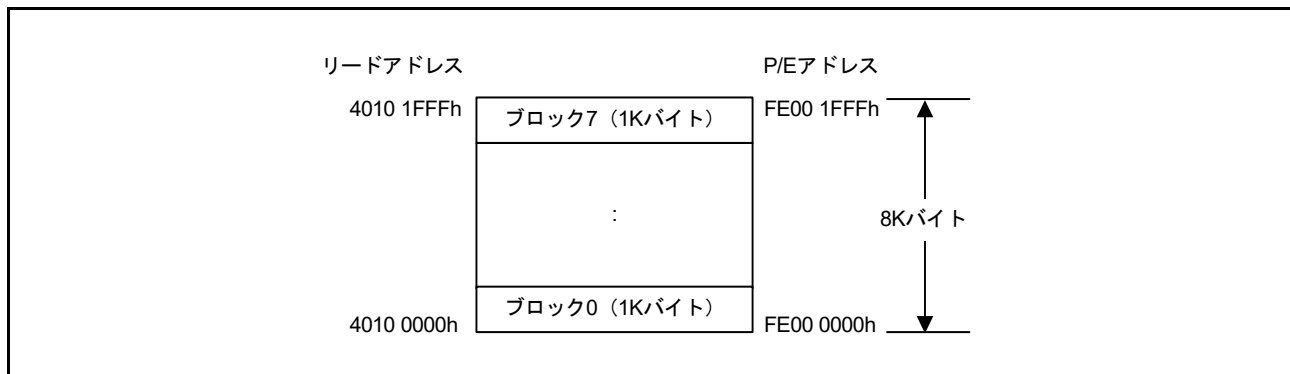 リードアドレス
P/Eアドレス
4010 1FFFh
ブロック7（1Kバイト）
FE00 1FFFh
:
8Kバイト
ブロック0（1Kバイト）
4010 0000h
FE00 0000h